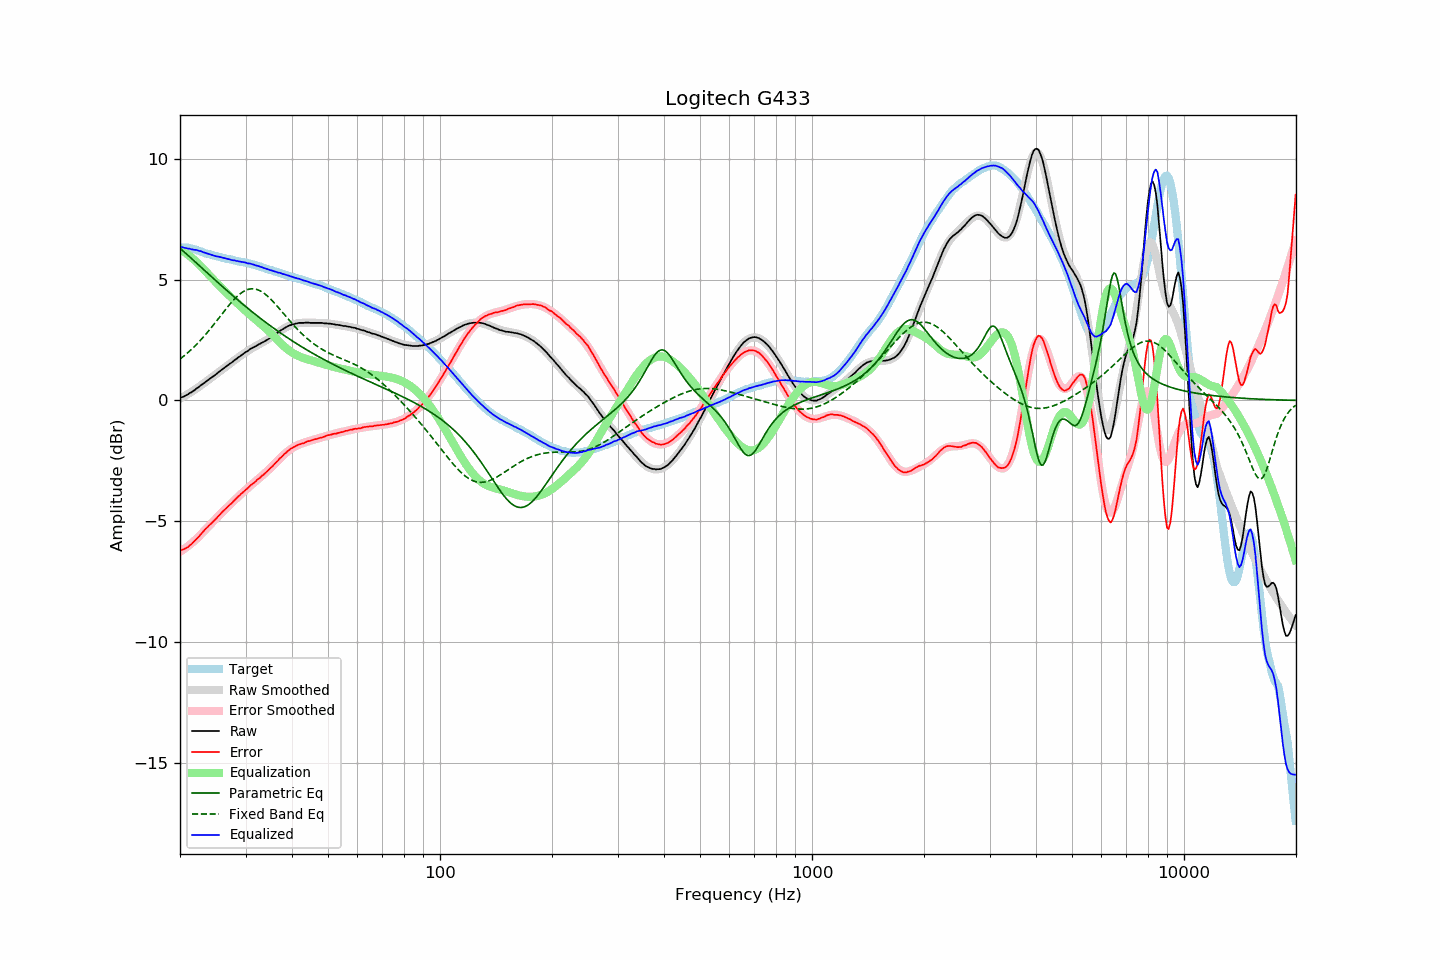 Logitech G433
10
5
0
−5
−10
−15
Amplitude (dBr)
Target
Raw Smoothed
Error Smoothed
Raw
Error
Equalization
Parametric Eq
Fixed Band Eq
Equalized
100
1000
10000
Frequency (Hz)